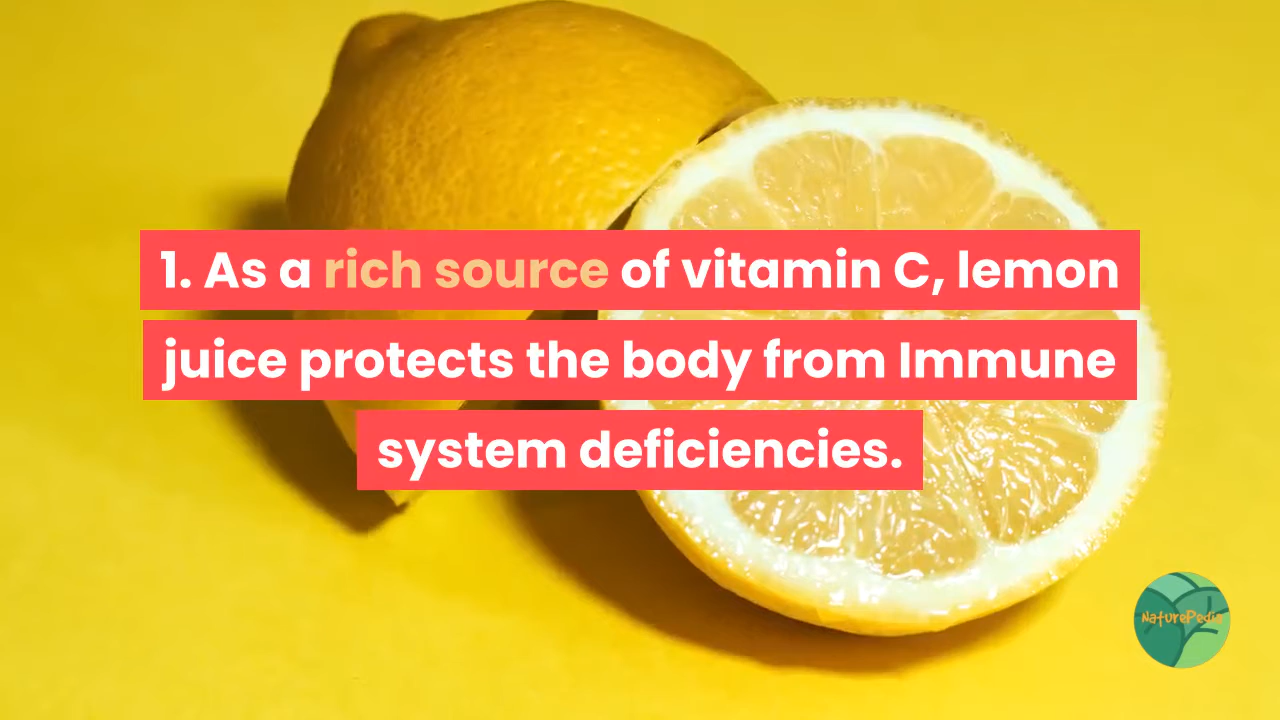 1. As a rich source of vitamin C, lemon
juice protects the body from Immune
system deficiencies.
NaturePedia